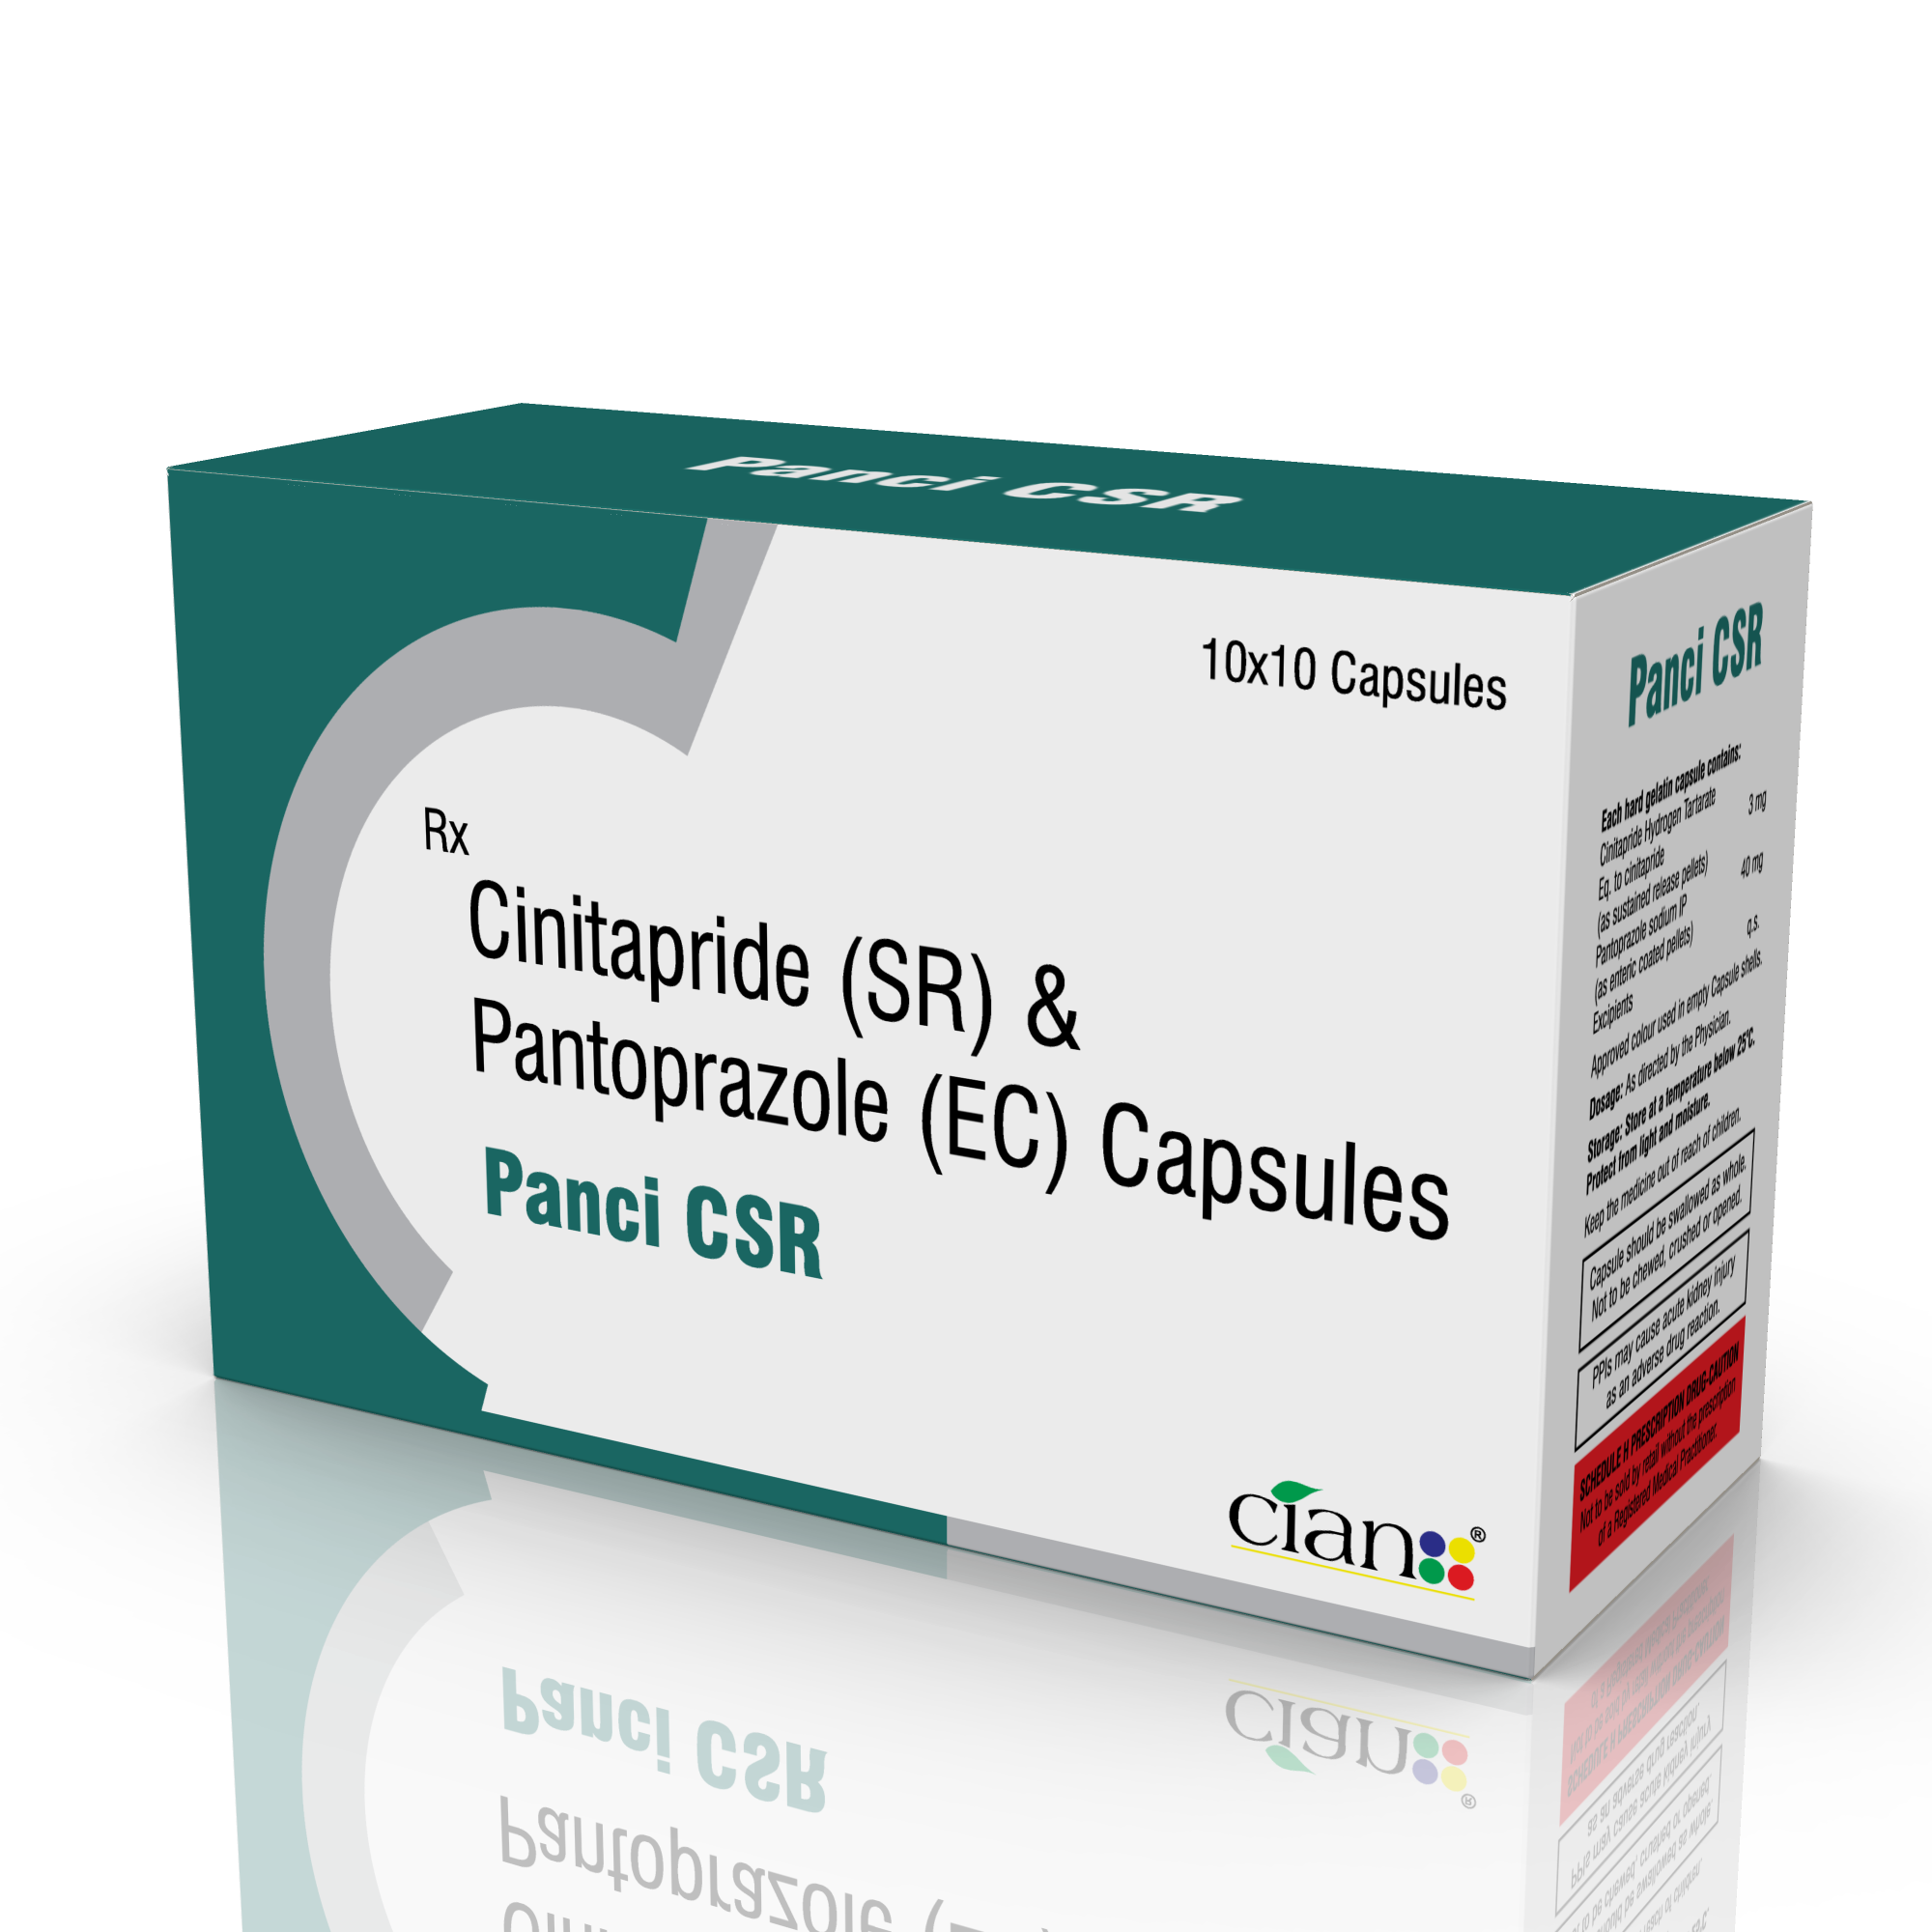 Panci CSR
10x10 Capsules
Rx
Cinitapride (SR) &
Pantoprazole (EC) Capsules
Panci CSR
cian®
Panci CSR
Each hard gelatin capsule contains:
Cinitapride Hydrogen Tartarate
Eq. to cinitapride 3 mg
(as sustained release pellets)
Pantoprazole sodium IP 40 mg
(as enteric coated pellets)
Excipients q.s.
Approved colour used in empty Capsule shells.
Dosage: As directed by the Physician.
Storage: Store at a temperature below 25°C.
Protect from light and moisture.
Keep the medicine out of reach of children.
Capsule should be swallowed as whole.
Not to be chewed, crushed or opened.
PPIs may cause acute kidney injury
as an adverse drug reaction.
SCHEDULE H PRESCRIPTION DRUG-CAUTION
Not to be sold by retail without the prescription
of a Registered Medical Practitioner.